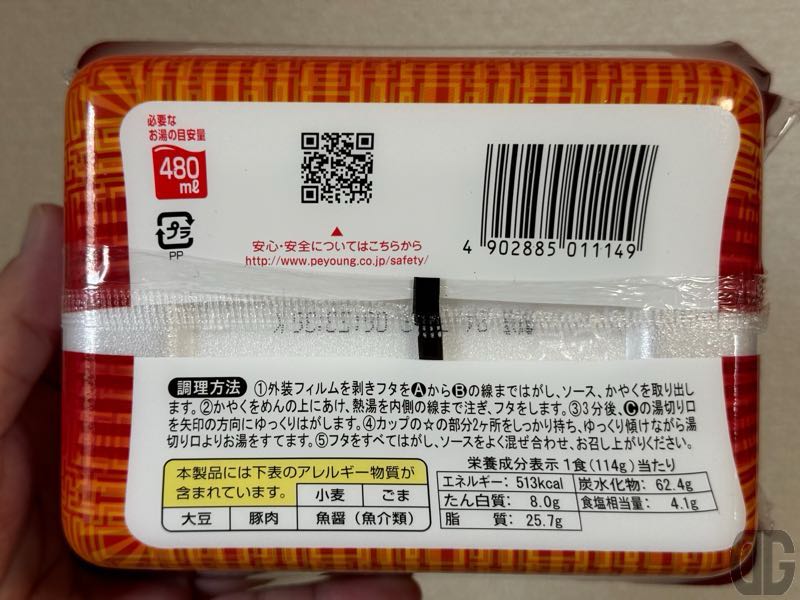 必要な
お湯の目安量
480
mℓ
プラ
PP
安心・安全についてはこちらから
http://www.peyoung.co.jp/safety/
4 902885 011149
調理方法 ①外装フィルムを剥きフタをAからBの線まではがし、ソース、かやくを取り出し
ます。②かやくをめんの上にあけ、熱湯を内側の線まで注ぎ、フタをします。③3分後、Cの湯切り口
を矢印の方向にゆっくりはがします。④カップの☆の部分2ヶ所をしっかり持ち、ゆっくり傾けながら湯
切り口よりお湯をすてます。⑤フタをすべてはがし、ソースをよく混ぜ合わせ、お召し上がりください。
本製品には下表のアレルギー物質が
含まれています。 小麦 ごま
大豆 豚肉 魚醤（魚介類）
栄養成分表示 1食(114g)当たり
エネルギー: 513kcal 炭水化物: 62.4g
たん白質: 8.0g 食塩相当量: 4.1g
脂 質: 25.7g
DG